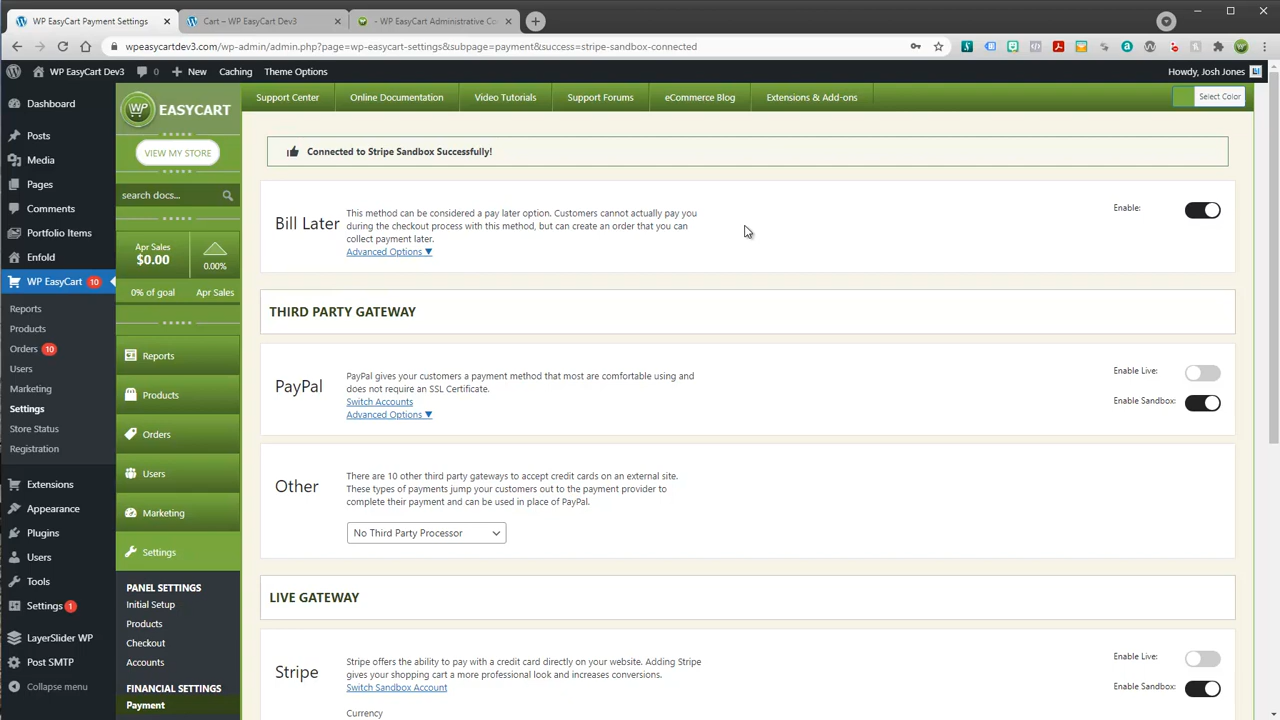 WP EasyCart Payment Settings
Cart – WP EasyCart Dev3
- WP EasyCart Administrative Co
wpeasycartdev3.com/wp-admin/admin.php?page=wp-easycart-settings&subpage=payment&success=stripe-sandbox-connected
WP EasyCart Dev3
0
New
Caching
Theme Options
Howdy, Josh Jones
Dashboard
Posts
Media
Pages
Comments
Portfolio Items
Enfold
WP EasyCart 10
Reports
Products
Orders 10
Users
Marketing
Settings
Store Status
Registration
Extensions
Appearance
Plugins
Users
Tools
Settings 1
LayerSlider WP
Post SMTP
Collapse menu
WP EASYCART
VIEW MY STORE
search docs...
Apr Sales
$0.00
0.00%
0% of goal
Apr Sales
Reports
Products
Orders
Users
Marketing
Settings
PANEL SETTINGS
Initial Setup
Products
Checkout
Accounts
FINANCIAL SETTINGS
Payment
Support Center
Online Documentation
Video Tutorials
Support Forums
eCommerce Blog
Extensions & Add-ons
Select Color
Connected to Stripe Sandbox Successfully!
Bill Later
This method can be considered a pay later option. Customers cannot actually pay you
during the checkout process with this method, but can create an order that you can
collect payment later.
Advanced Options ▼
Enable:
THIRD PARTY GATEWAY
PayPal
PayPal gives your customers a payment method that most are comfortable using and
does not require an SSL Certificate.
Switch Accounts
Advanced Options ▼
Enable Live:
Enable Sandbox:
Other
There are 10 other third party gateways to accept credit cards on an external site.
These types of payments jump your customers out to the payment provider to
complete their payment and can be used in place of PayPal.
No Third Party Processor
LIVE GATEWAY
Stripe
Stripe offers the ability to pay with a credit card directly on your website. Adding Stripe
gives your shopping cart a more professional look and increases conversions.
Switch Sandbox Account
Currency
Enable Live:
Enable Sandbox: